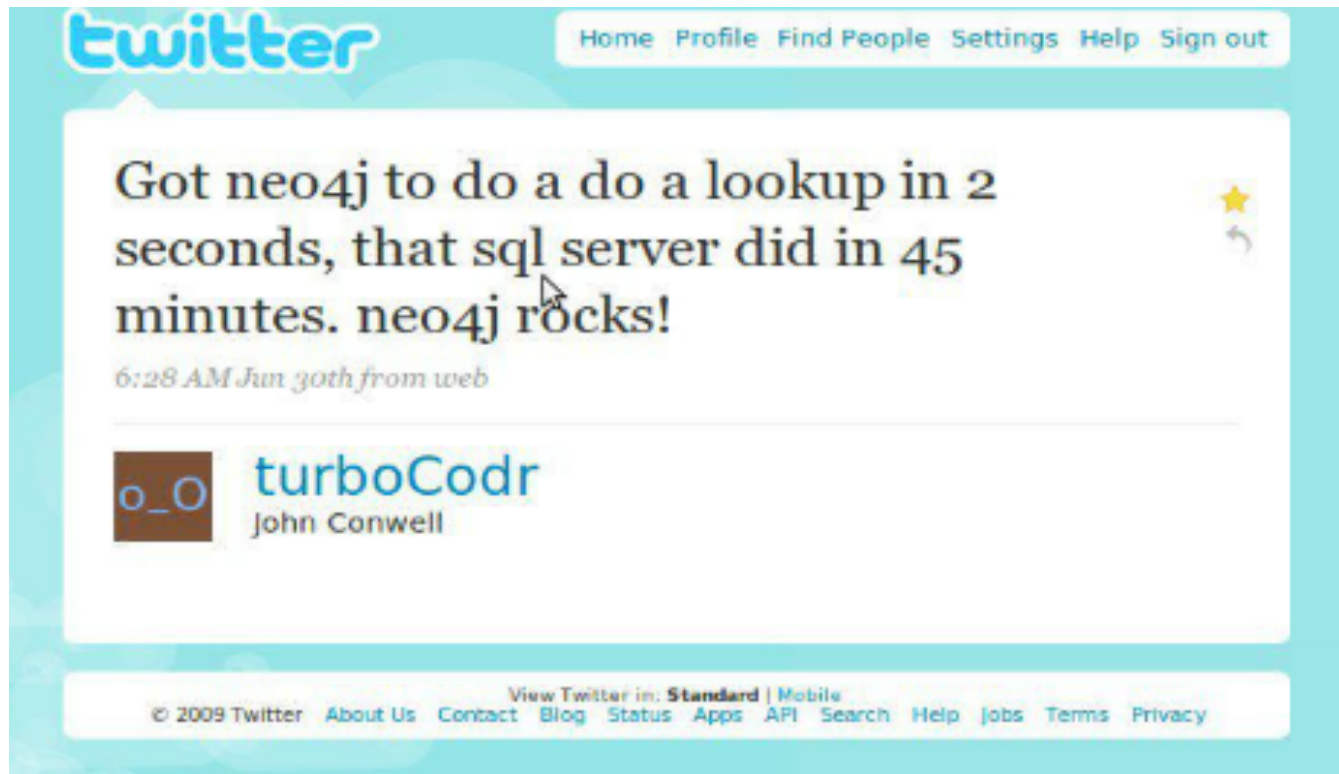 twitter
Home Profile Find People Settings Help Sign out
Got neo4j to do a do a lookup in 2
seconds, that sql server did in 45
minutes. neo4j rocks!
6:28 AM Jun 30th from web
o_O
turboCodr
John Conwell
View Twitter in: Standard | Mobile
© 2009 Twitter About Us Contact Blog Status Apps API Search Help Jobs Terms Privacy